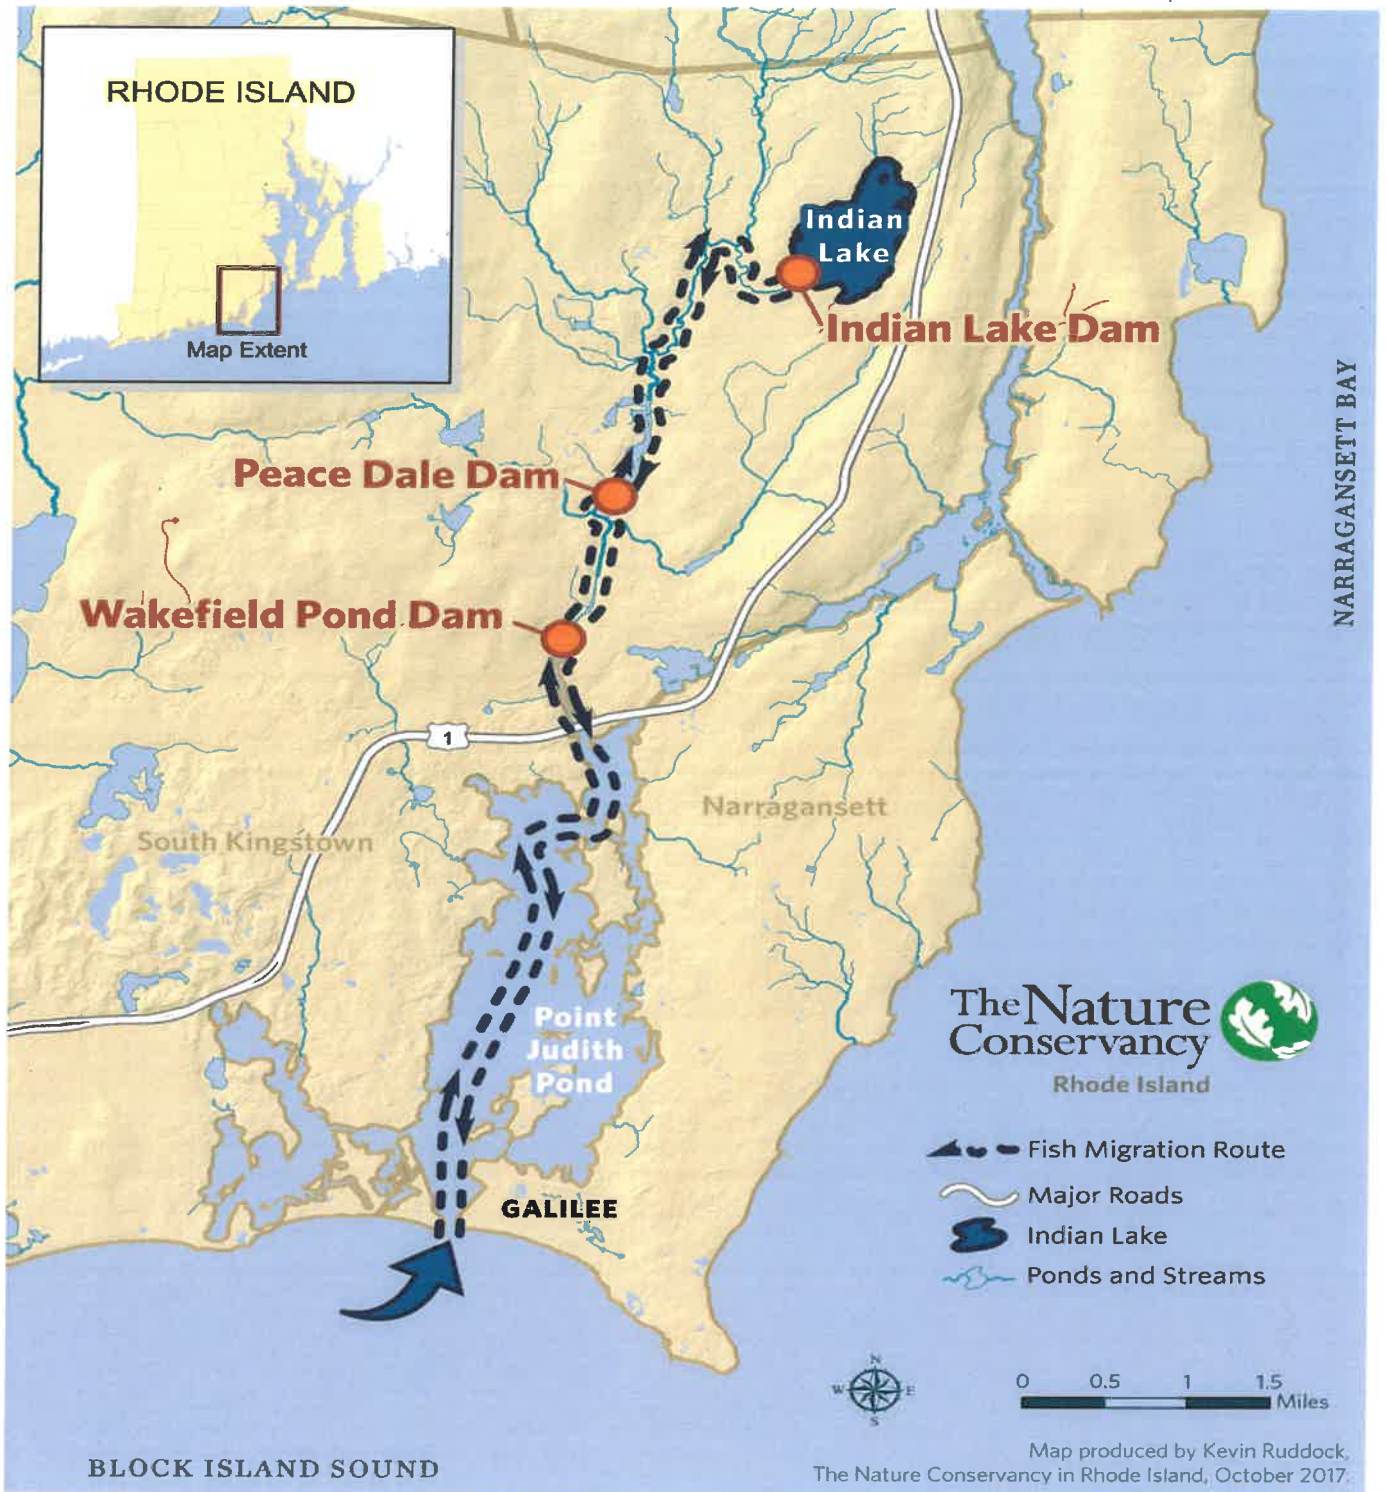 RHODE ISLAND
Map Extent
Indian
Lake
Indian Lake Dam
Peace Dale Dam
Wakefield Pond Dam
NARRAGANSETT BAY
1
Narragansett
South Kingstown
Point
Judith
Pond
GALILEE
The Nature
Conservancy
Rhode Island
Fish Migration Route
Major Roads
Indian Lake
Ponds and Streams
N
W E
S
0 0.5 1 1.5
Miles
BLOCK ISLAND SOUND
Map produced by Kevin Ruddock,
The Nature Conservancy in Rhode Island, October 2017.